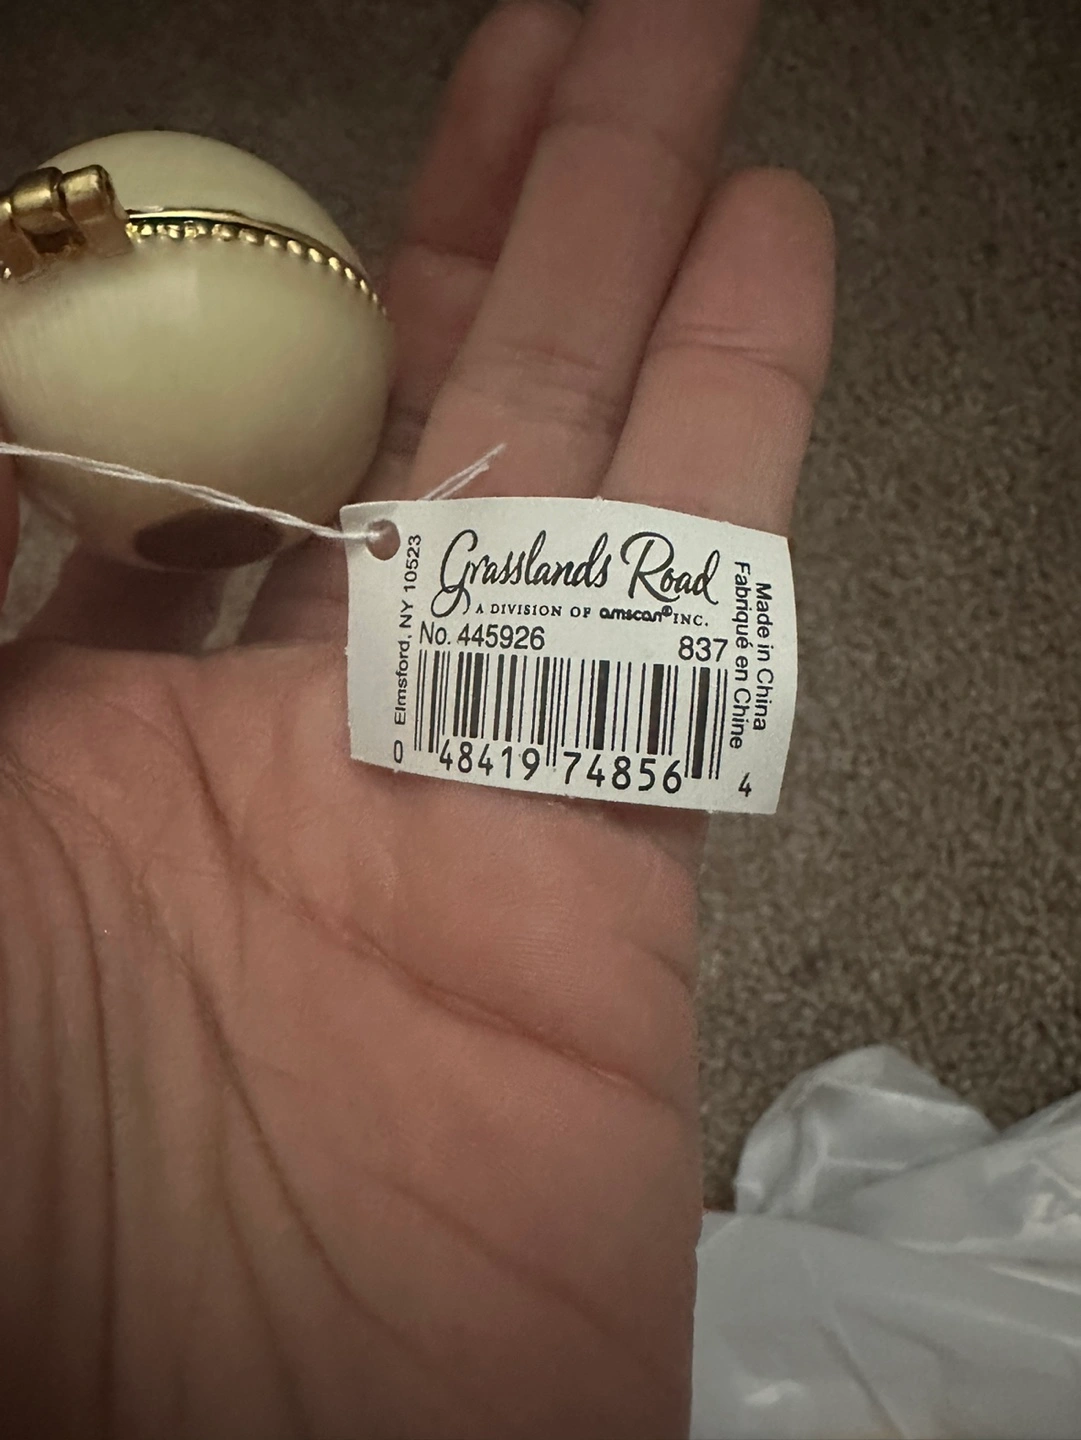 Grasslands Road
A DIVISION OF amscan® INC.
No. 445926 837
0 48419 74856 4
Elmsford, NY 10523
Made in China
Fabriqué en Chine